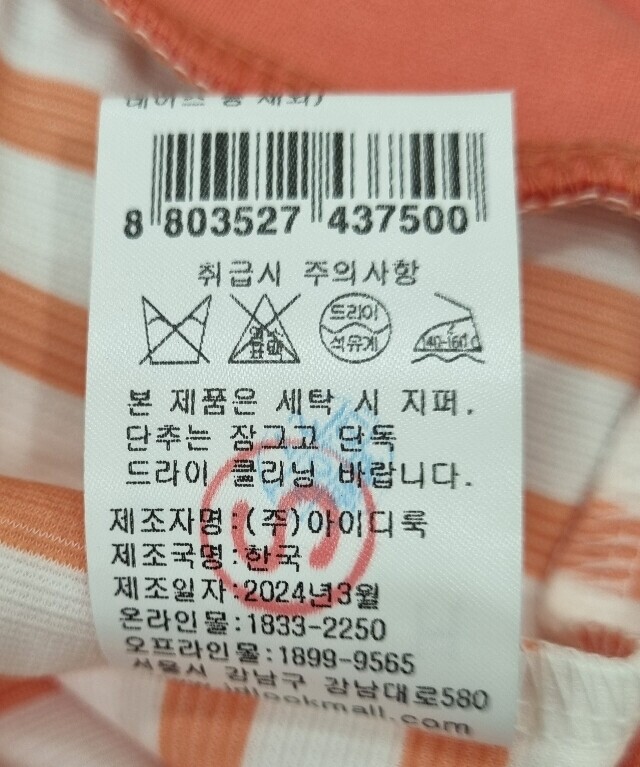 8 803527 437500
취급시 주의사항
드라이
석유계
140~160℃
본 제품은 세탁 시 지퍼,
단추는 잠그고 단독
드라이 클리닝 바랍니다.
제조자명:(주)아이디룩
제조국명:한국
제조일자:2024년3월
온라인몰:1833-2250
오프라인몰:1899-9565
강남구 강남대로580